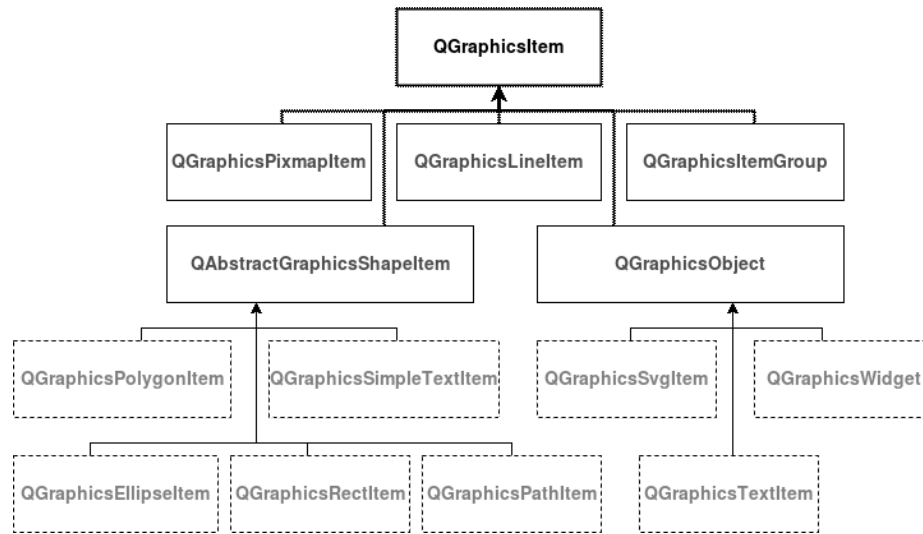 QGraphicsItem
QGraphicsPixmapItem
QGraphicsLineItem
QGraphicsItemGroup
QAbstractGraphicsShapeItem
QGraphicsObject
QGraphicsPolygonItem
QGraphicsSimpleTextItem
QGraphicsSvgItem
QGraphicsWidget
QGraphicsEllipseItem
QGraphicsRectItem
QGraphicsPathItem
QGraphicsTextItem